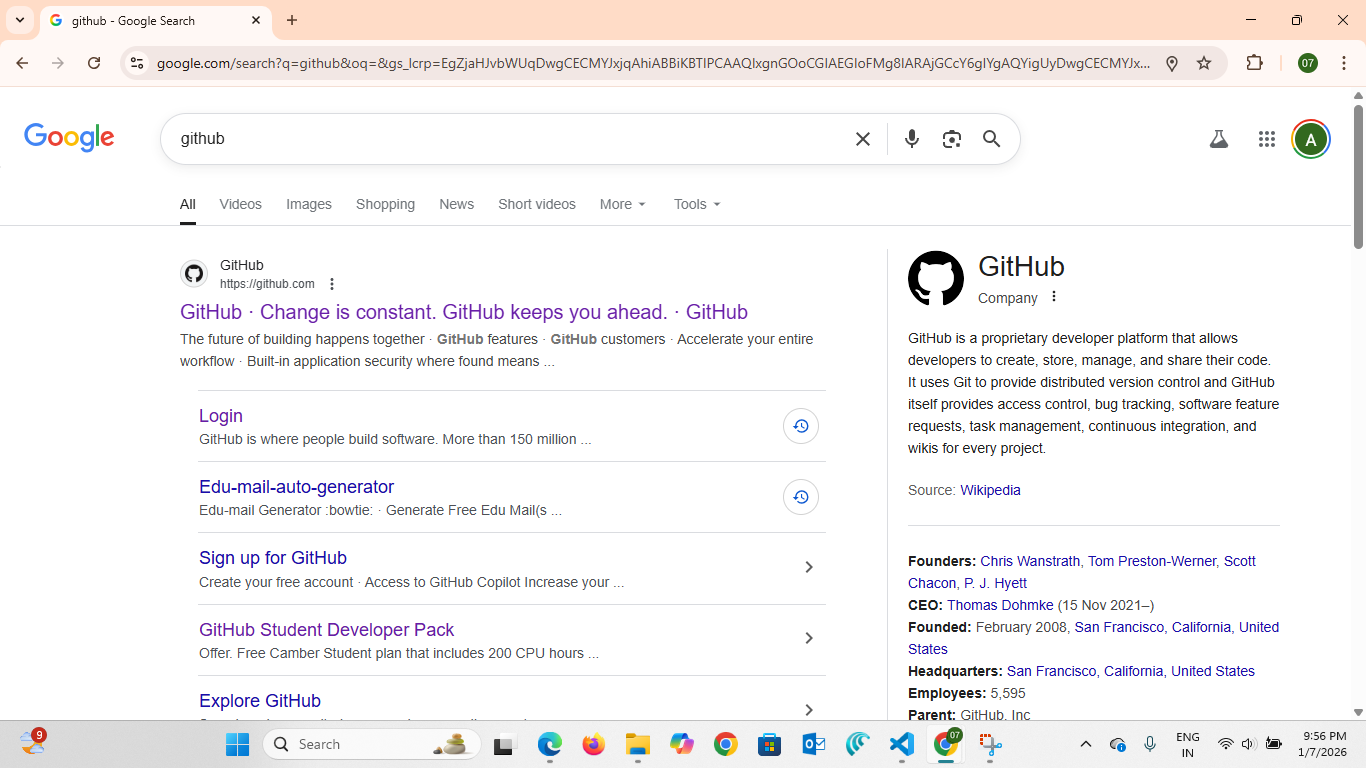 github - Google Search
google.com/search?q=github&oq=&gs_lcrp=EgZjaHJvbWUqDwgCECMYJxjqAhiABBiKBTIPCAAQIxgnGOoCGIAEGIoFMg8IARAjGCcY6gIYgAQYigUyDwgCECMYJx...
07
Google
github
A
All
Videos
Images
Shopping
News
Short videos
More
Tools
GitHub
https://github.com
GitHub · Change is constant. GitHub keeps you ahead. · GitHub
The future of building happens together · GitHub features · GitHub customers · Accelerate your entire
workflow · Built-in application security where found means ...
Login
GitHub is where people build software. More than 150 million ...
Edu-mail-auto-generator
Edu-mail Generator :bowtie: · Generate Free Edu Mail(s ...
Sign up for GitHub
Create your free account · Access to GitHub Copilot Increase your ...
GitHub Student Developer Pack
Offer. Free Camber Student plan that includes 200 CPU hours ...
Explore GitHub
GitHub
Company
GitHub is a proprietary developer platform that allows
developers to create, store, manage, and share their code.
It uses Git to provide distributed version control and GitHub
itself provides access control, bug tracking, software feature
requests, task management, continuous integration, and
wikis for every project.
Source: Wikipedia
Founders: Chris Wanstrath, Tom Preston-Werner, Scott
Chacon, P. J. Hyett
CEO: Thomas Dohmke (15 Nov 2021–)
Founded: February 2008, San Francisco, California, United
States
Headquarters: San Francisco, California, United States
Employees: 5,595
Parent: GitHub, Inc
9
Search
07
ENG
IN
9:56 PM
1/7/2026